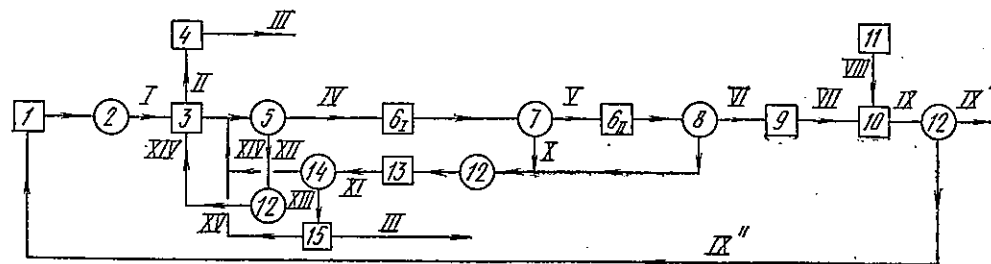 4 III
11
II
VIII
I IV V VI VII IX IX'
1 2 3 5 6I 7 6II 8 9 10 12
XIV XIV XII X
14 13 12
XI
12 XIII
XV 15 III
IX"